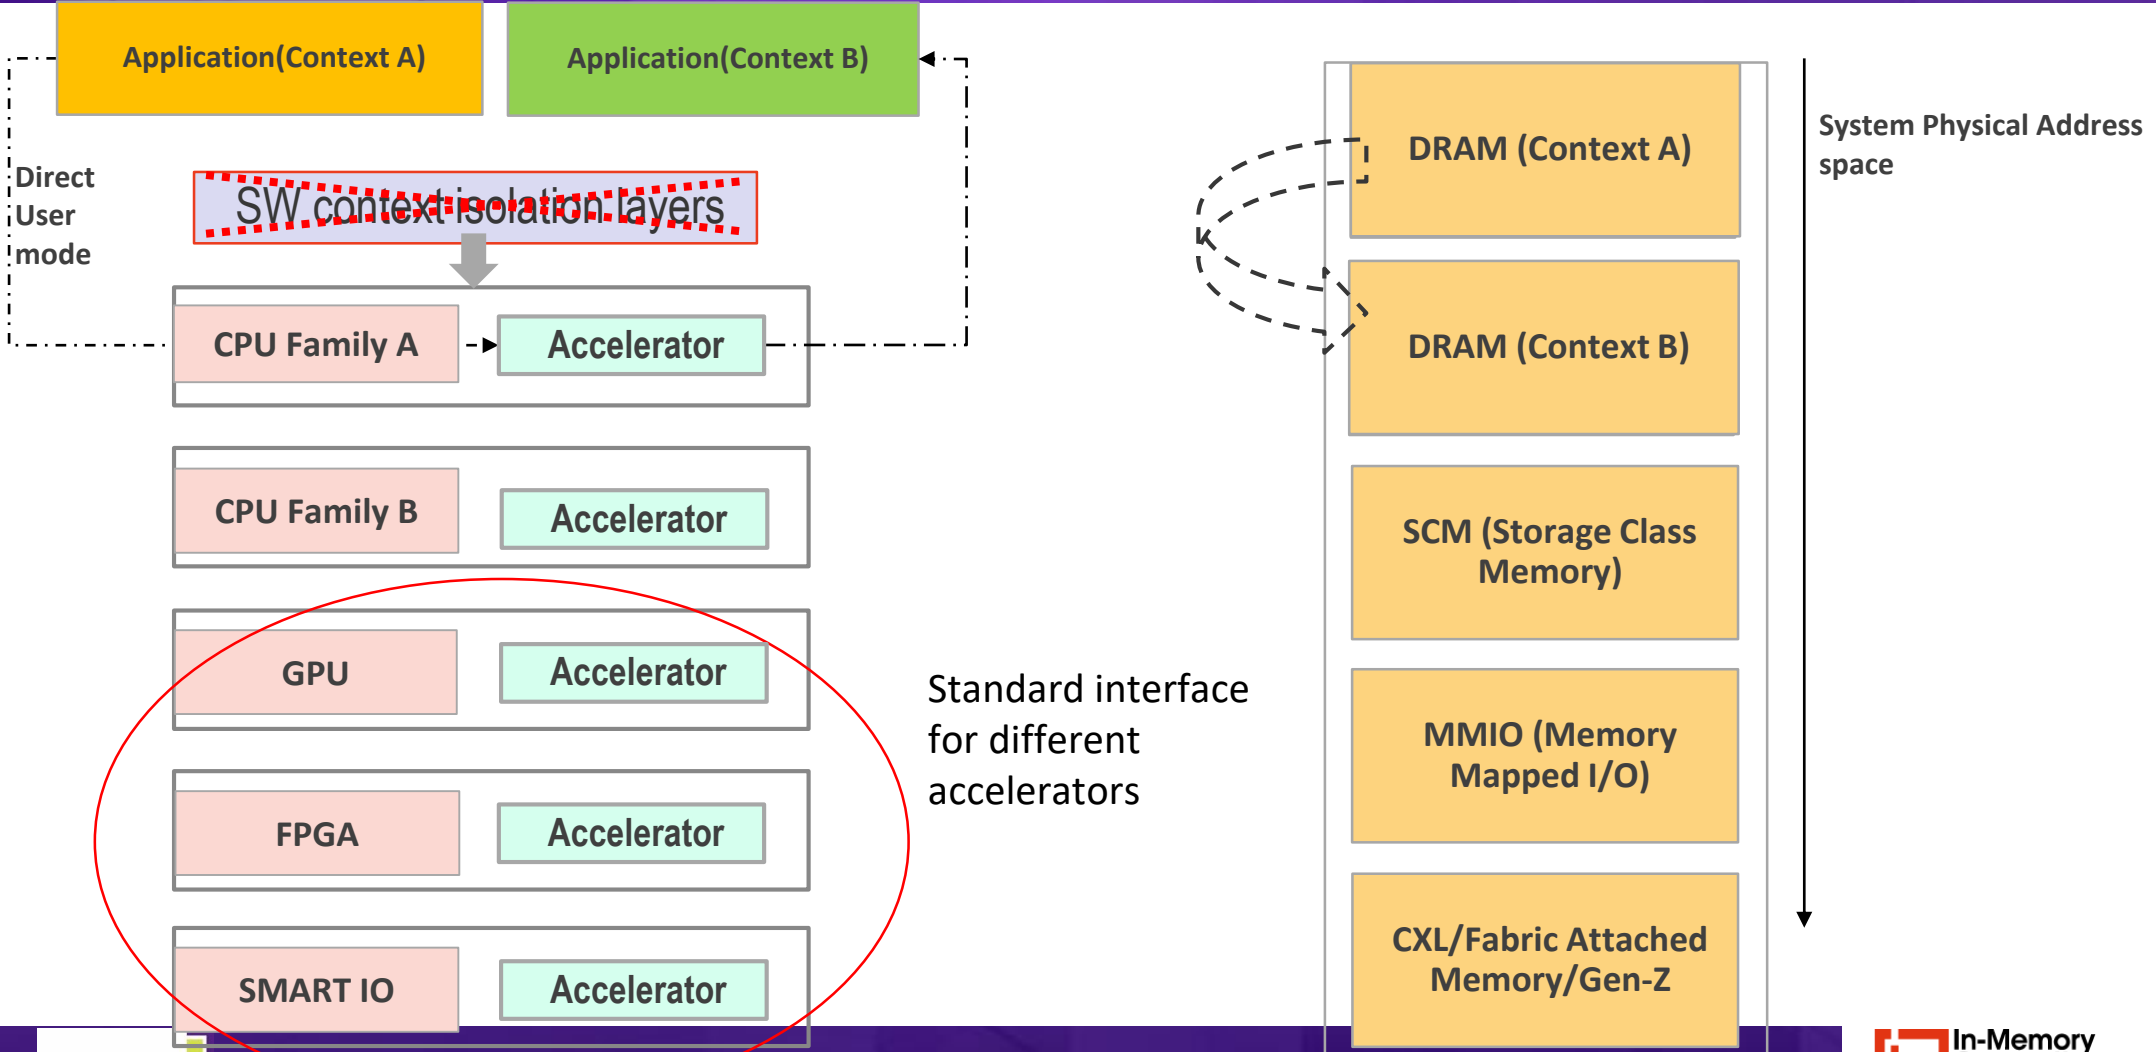 Application(Context A)
Application(Context B)
Direct
User
mode
SW context isolation layers
CPU Family A
Accelerator
CPU Family B
Accelerator
GPU
Accelerator
FPGA
Accelerator
SMART IO
Accelerator
Standard interface
for different
accelerators
DRAM (Context A)
DRAM (Context B)
SCM (Storage Class
Memory)
MMIO (Memory
Mapped I/O)
CXL/Fabric Attached
Memory/Gen-Z
System Physical Address
space
In-Memory